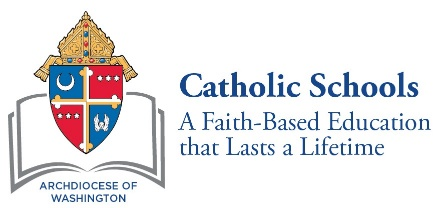 Catholic Schools
A Faith-Based Education
that Lasts a Lifetime
ARCHDIOCESE OF
WASHINGTON